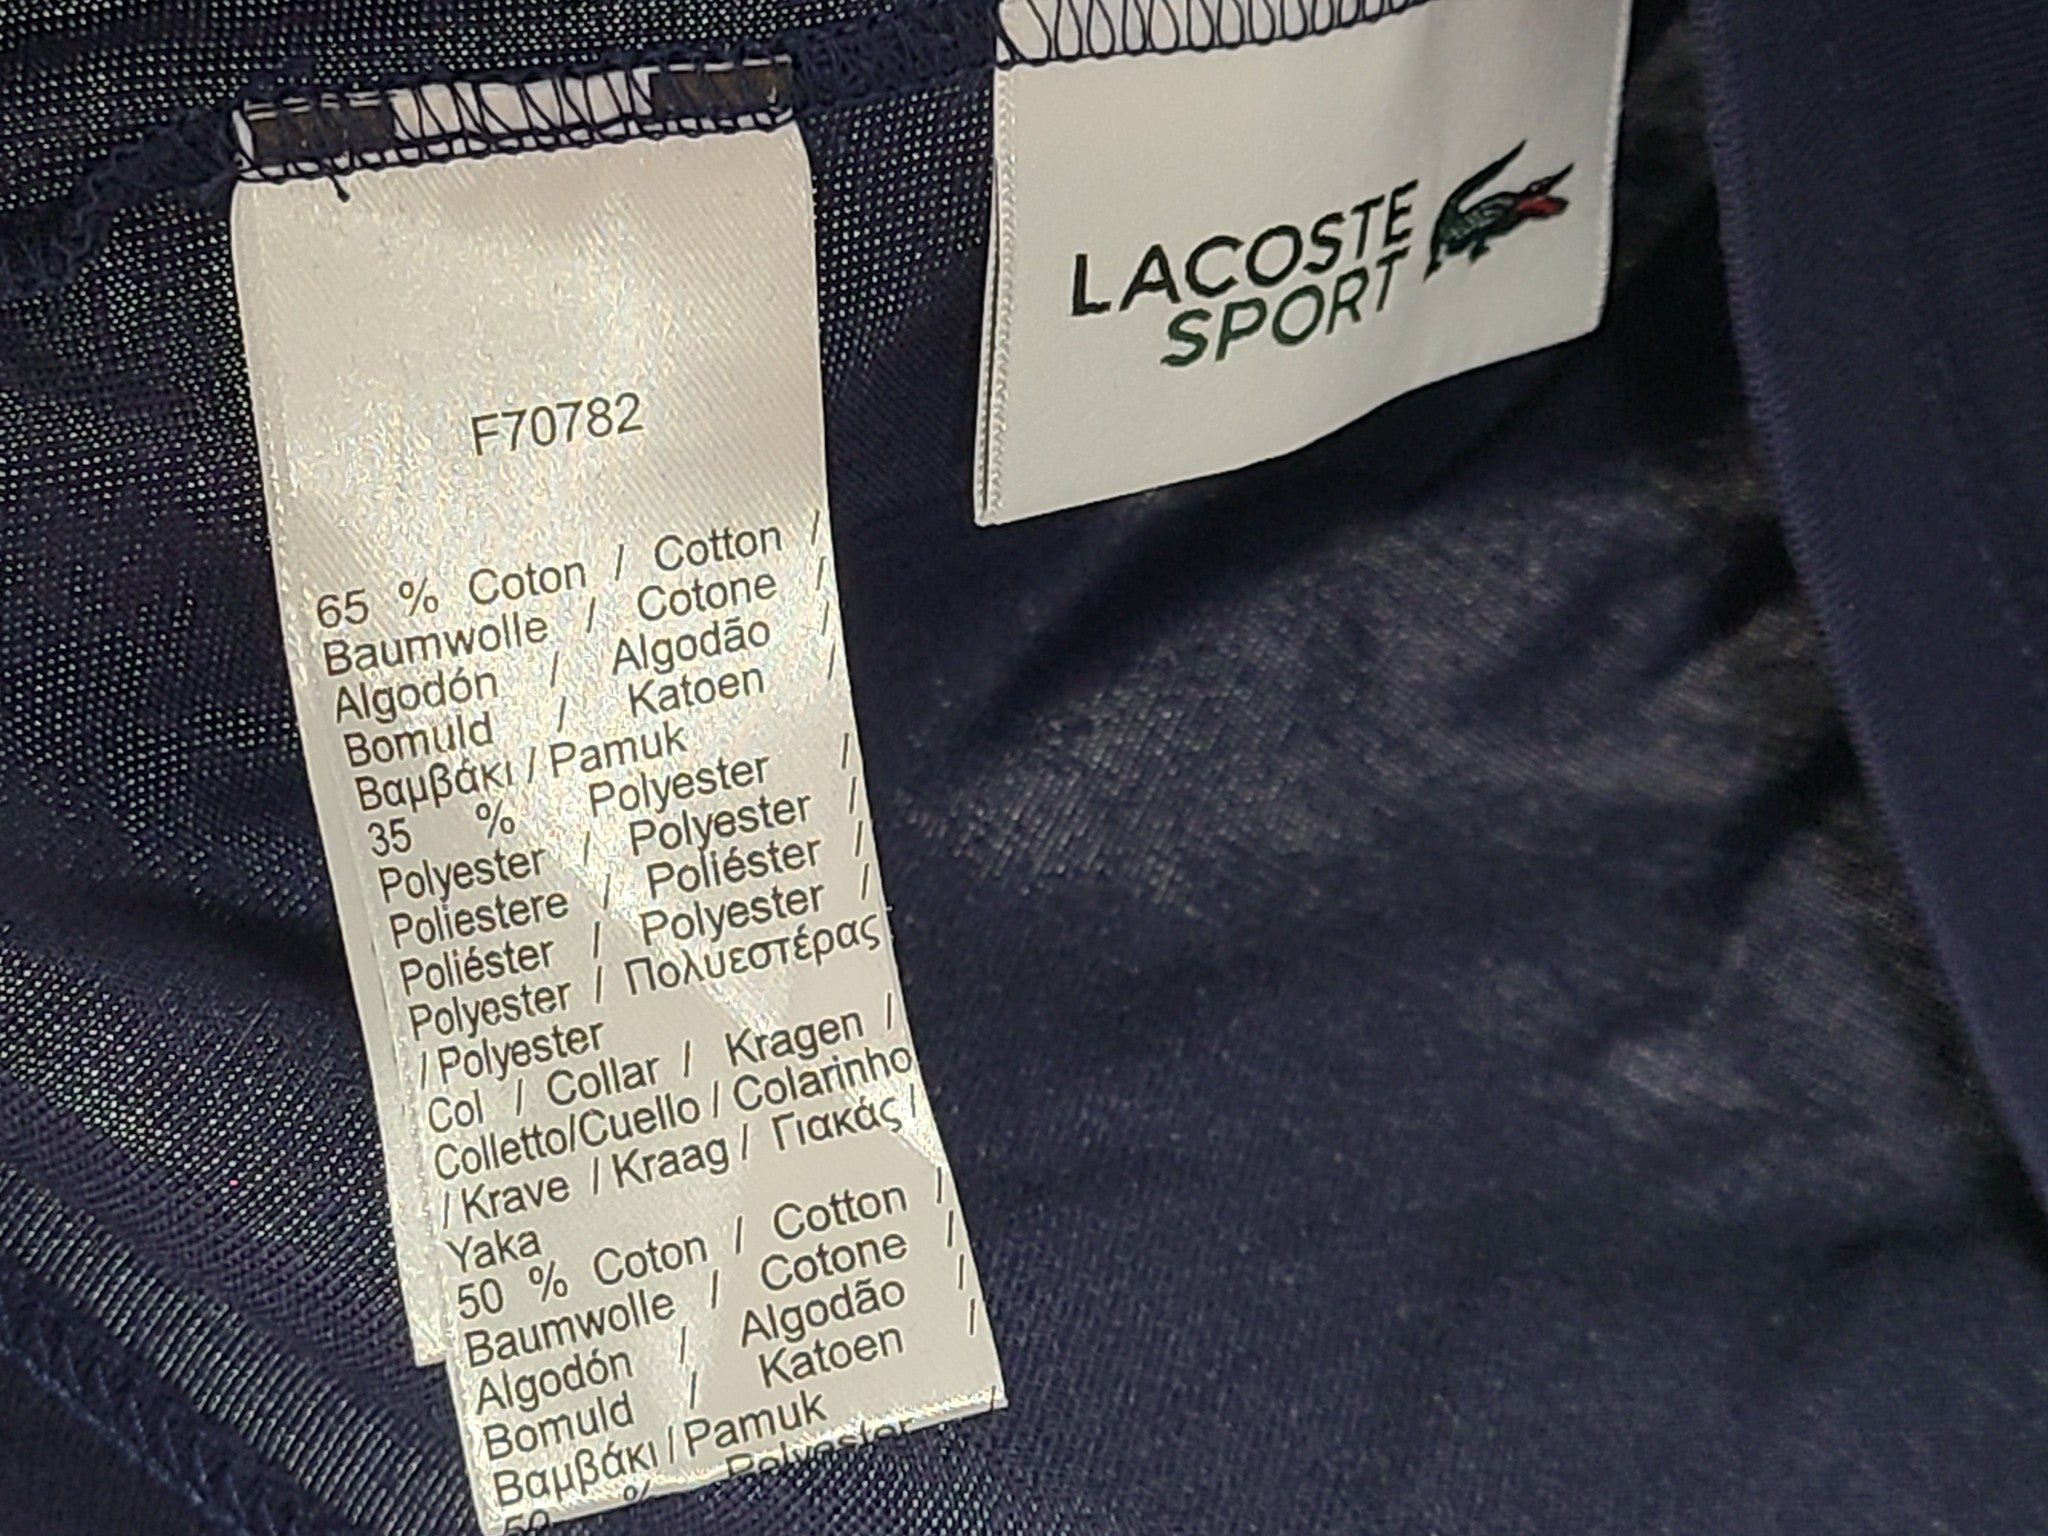 LACOSTE
SPORT
F70782
65 % Coton / Cotton /
Baumwolle / Cotone /
Algodón / Algodão /
Bomuld / Katoen /
Βαμβάκι / Pamuk
35 % Polyester /
Polyester / Polyester /
Poliestere / Poliéster /
Poliéster / Polyester /
Polyester / Πολυεστέρας
/ Polyester
Col / Collar / Kragen /
Colletto/Cuello / Colarinho
/ Krave / Kraag / Γιακάς /
Yaka
50 % Coton / Cotton /
Baumwolle / Cotone /
Algodón / Algodão /
Bomuld / Katoen /
Βαμβάκι / Pamuk
50 % Polyester